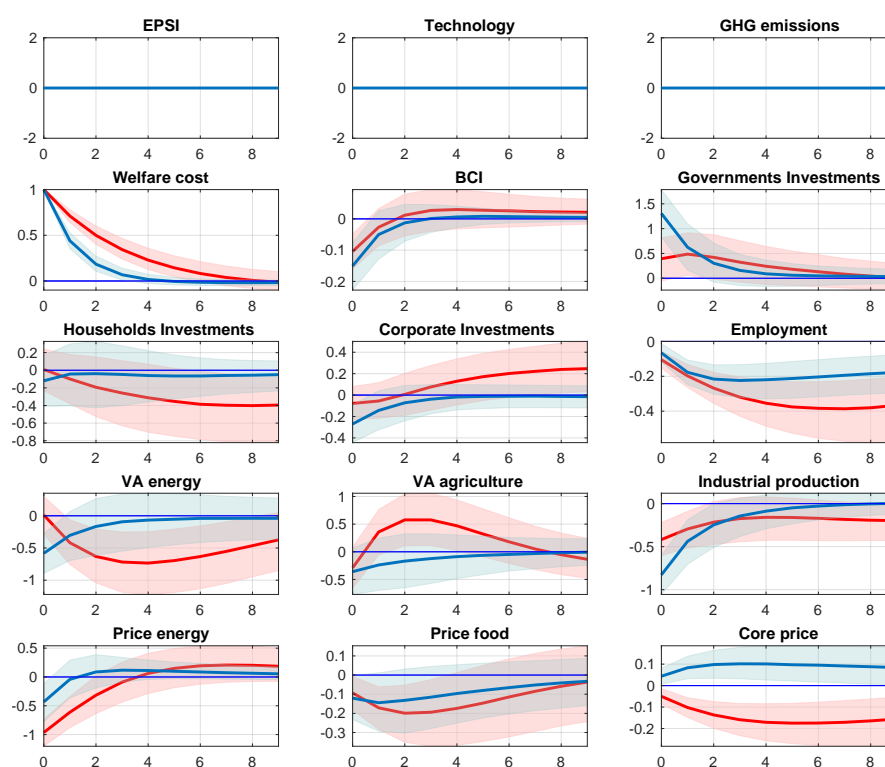 EPSI Technology GHG emissions
2 2 2
0 0 0
-2 -2 -2
0 2 4 6 8 0 2 4 6 8 0 2 4 6 8
Welfare cost BCI Governments Investments
1 0 1.5
0.5 -0.1 1
0 -0.2 0.5
0
0 2 4 6 8 0 2 4 6 8 0 2 4 6 8
Households Investments Corporate Investments Employment
0.2 0.4 0
0 0.2 -0.2
-0.2 0 -0.4
-0.4 -0.2
-0.6 -0.4
-0.8
0 2 4 6 8 0 2 4 6 8 0 2 4 6 8
VA energy VA agriculture Industrial production
0 1 0
-0.5 0.5 -0.5
-1 0 -1
-0.5
0 2 4 6 8 0 2 4 6 8 0 2 4 6 8
Price energy Price food Core price
0.5 0 0.1
0 -0.1 0
-0.5 -0.2 -0.1
-1 -0.3 -0.2
0 2 4 6 8 0 2 4 6 8 0 2 4 6 8